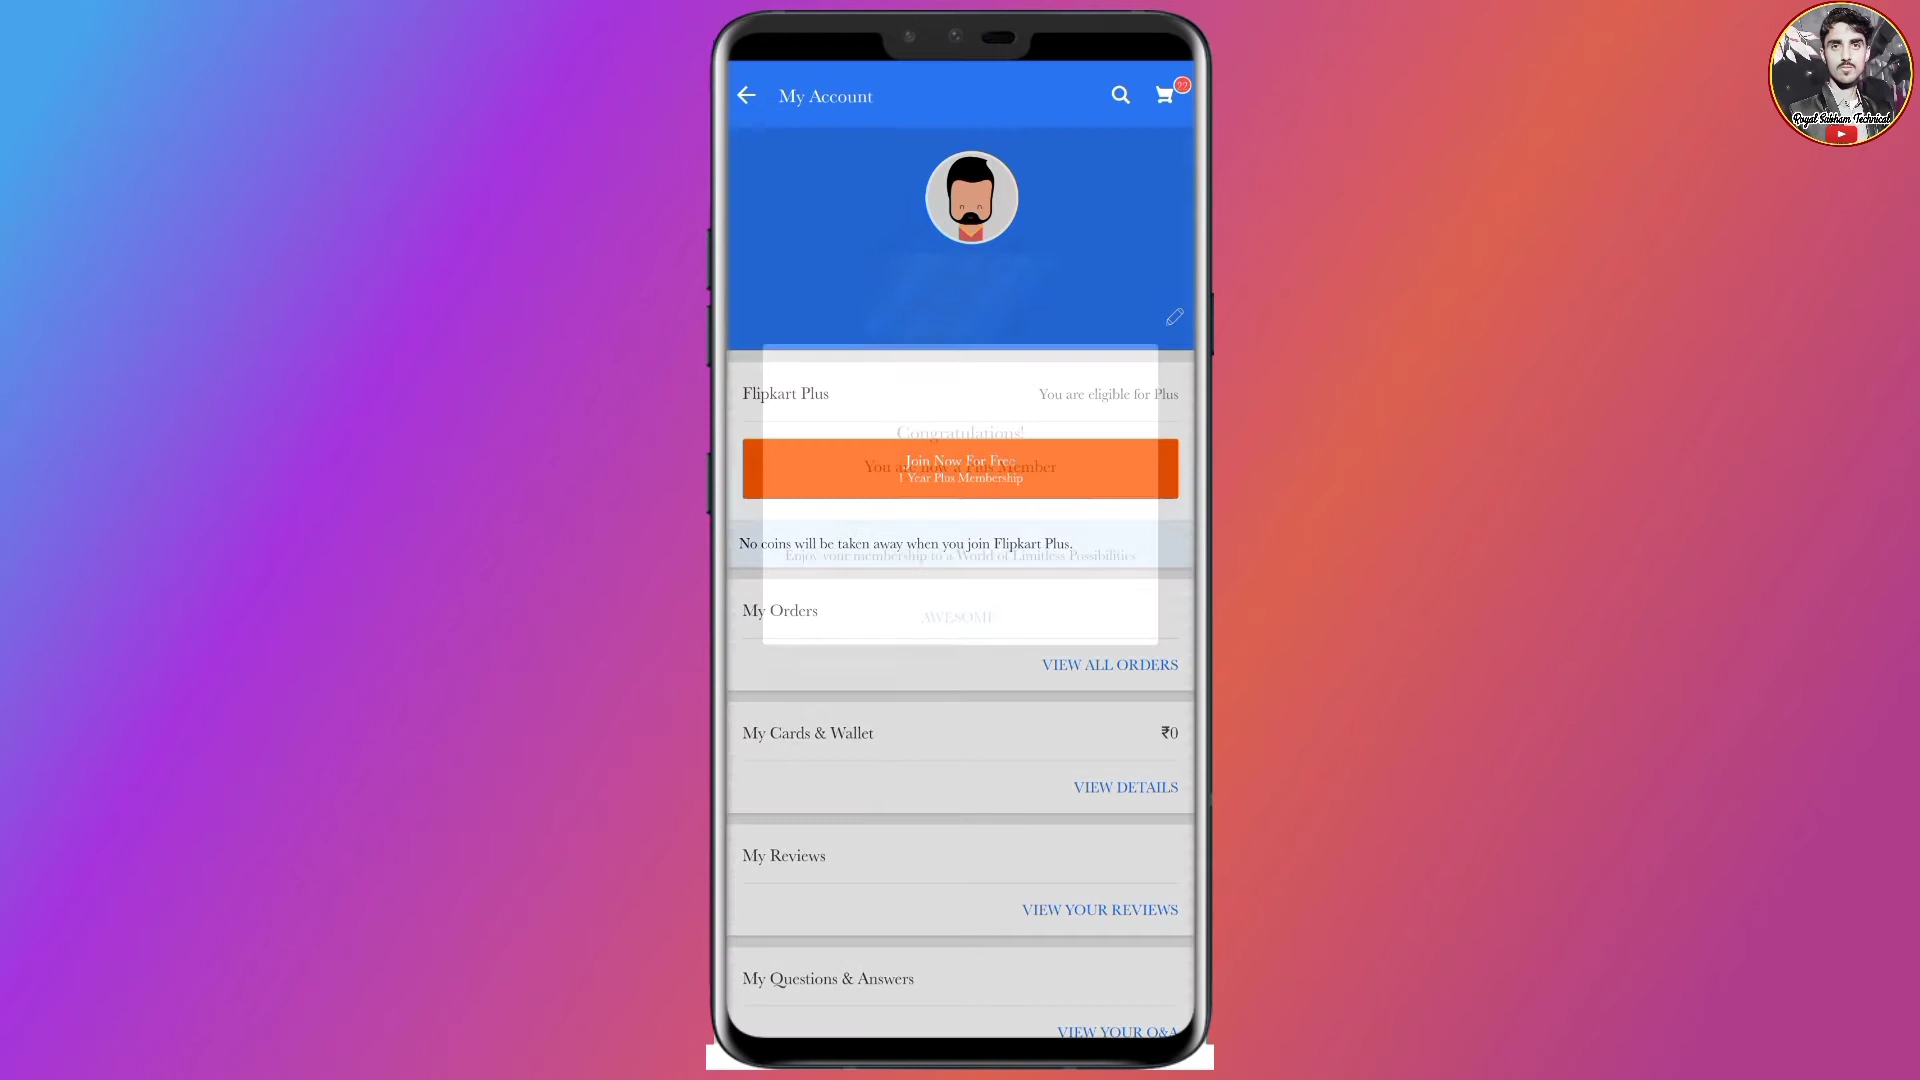 My Account
22
Royal Subham Technical
Flipkart Plus
You are eligible for Plus
Congratulations!
Join Now For Free
You are now a Plus Member
1 Year Plus Membership
No coins will be taken away when you join Flipkart Plus.
Enjoy your membership to a World of Limitless Possibilities
My Orders
AWESOME
VIEW ALL ORDERS
My Cards & Wallet
₹0
VIEW DETAILS
My Reviews
VIEW YOUR REVIEWS
My Questions & Answers
VIEW YOUR Q&A